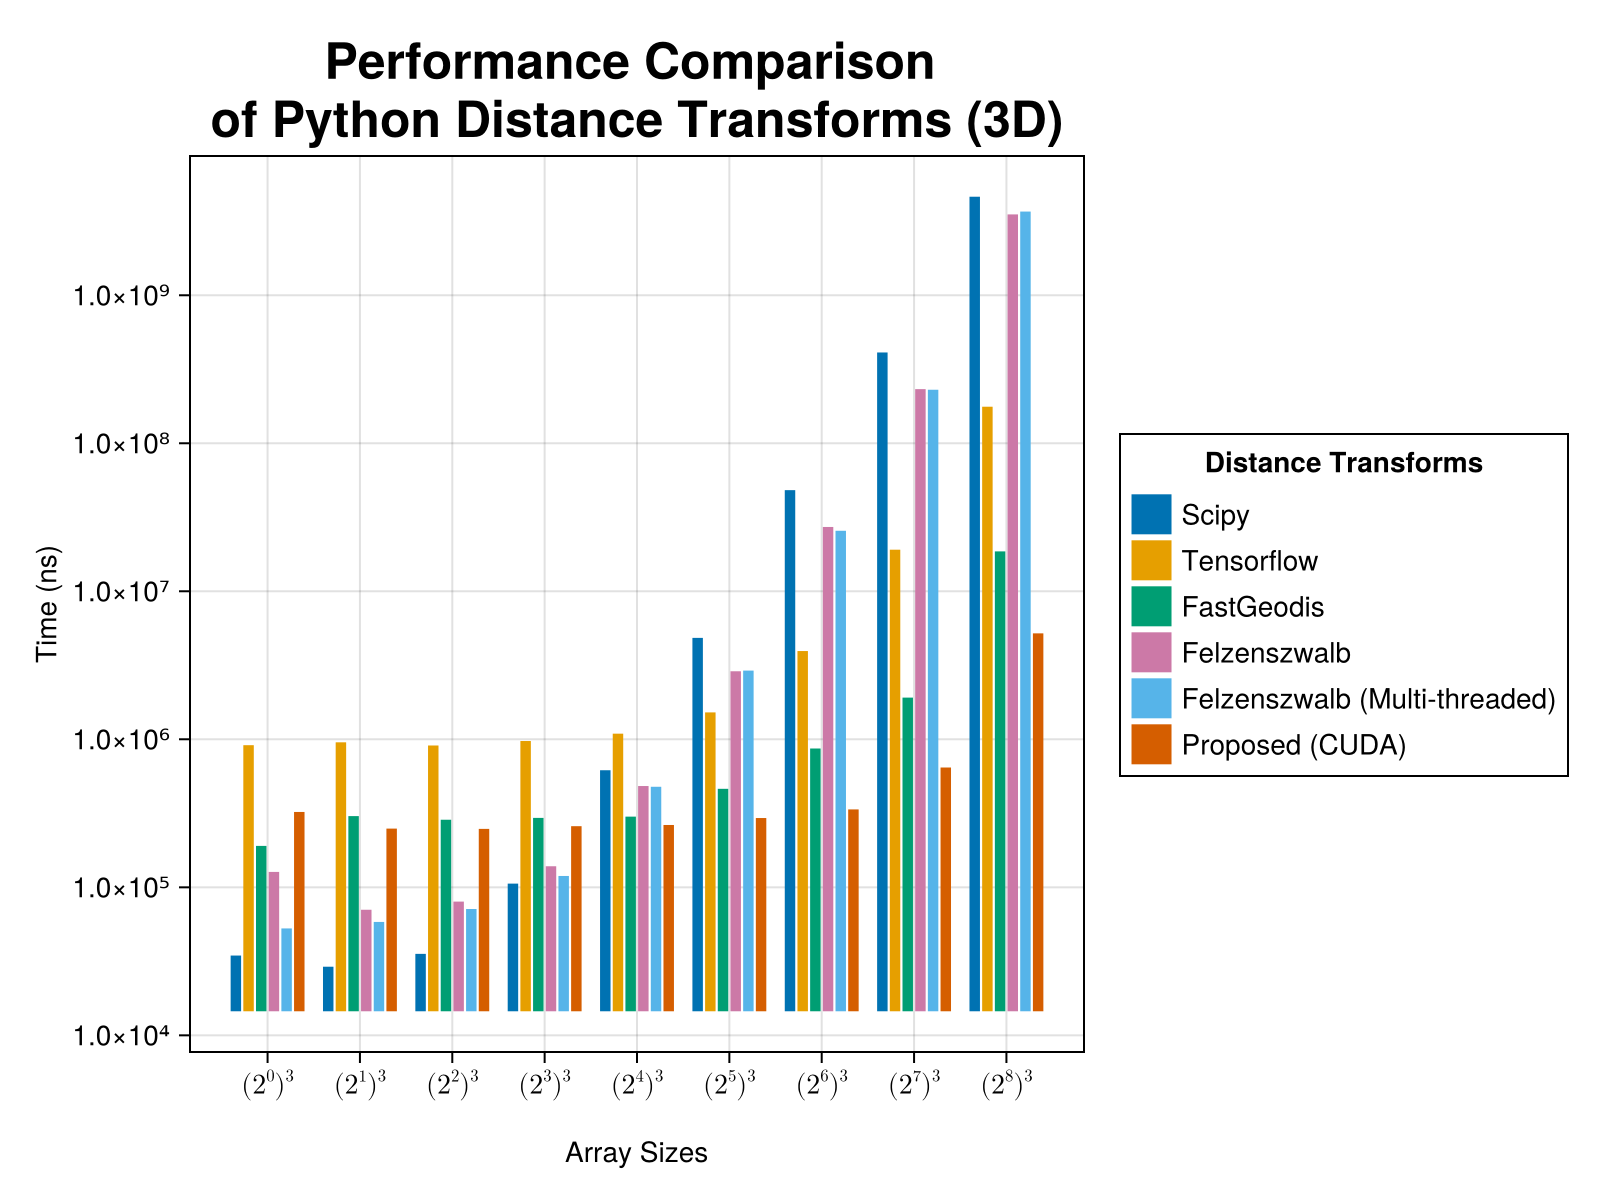 Performance Comparison
of Python Distance Transforms (3D)
Time (ns)
1.0×10⁹
1.0×10⁸
1.0×10⁷
1.0×10⁶
1.0×10⁵
1.0×10⁴
(2⁰)³ (2¹)³ (2²)³ (2³)³ (2⁴)³ (2⁵)³ (2⁶)³ (2⁷)³ (2⁸)³
Array Sizes
Distance Transforms
Scipy
Tensorflow
FastGeodis
Felzenszwalb
Felzenszwalb (Multi-threaded)
Proposed (CUDA)